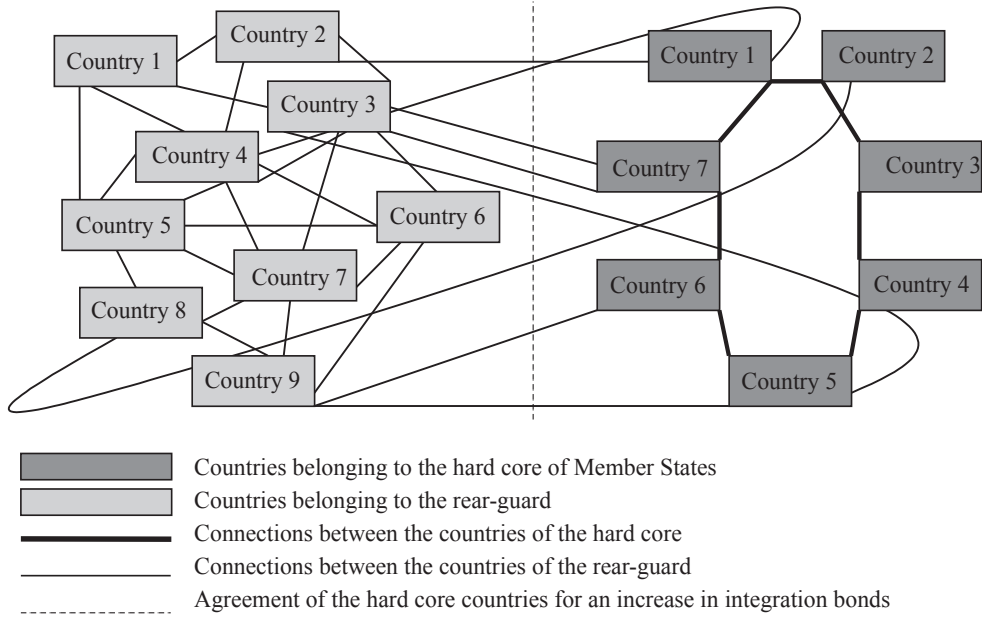 Country 1
Country 2
Country 3
Country 4
Country 5
Country 6
Country 7
Country 8
Country 9
Country 1
Country 2
Country 7
Country 3
Country 6
Country 4
Country 5
Countries belonging to the hard core of Member States
Countries belonging to the rear-guard
Connections between the countries of the hard core
Connections between the countries of the rear-guard
Agreement of the hard core countries for an increase in integration bonds